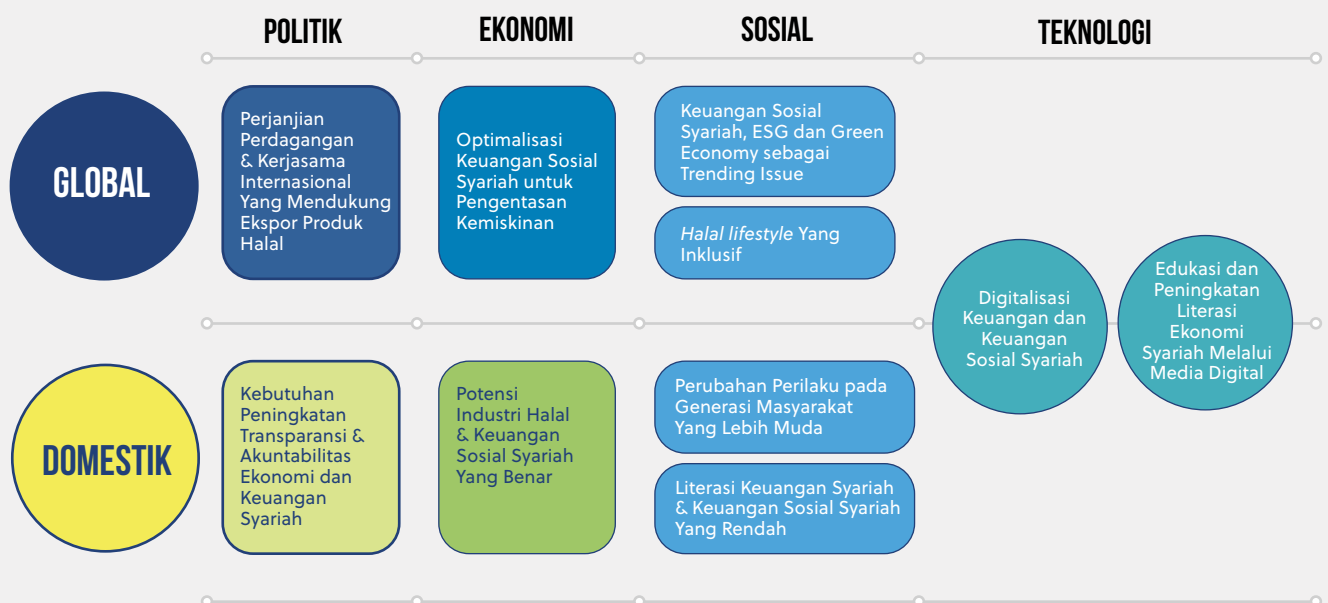 POLITIK
EKONOMI
SOSIAL
TEKNOLOGI
GLOBAL
Perjanjian
Perdagangan
& Kerjasama
Internasional
Yang Mendukung
Ekspor Produk
Halal
Optimalisasi
Keuangan Sosial
Syariah untuk
Pengentasan
Kemiskinan
Keuangan Sosial
Syariah, ESG dan Green
Economy sebagai
Trending Issue
Halal lifestyle Yang
Inklusif
Digitalisasi
Keuangan dan
Keuangan
Sosial Syariah
Edukasi dan
Peningkatan
Literasi
Ekonomi
Syariah Melalui
Media Digital
DOMESTIK
Kebutuhan
Peningkatan
Transparansi &
Akuntabilitas
Ekonomi dan
Keuangan
Syariah
Potensi
Industri Halal
& Keuangan
Sosial Syariah
Yang Benar
Perubahan Perilaku pada
Generasi Masyarakat
Yang Lebih Muda
Literasi Keuangan Syariah
& Keuangan Sosial Syariah
Yang Rendah